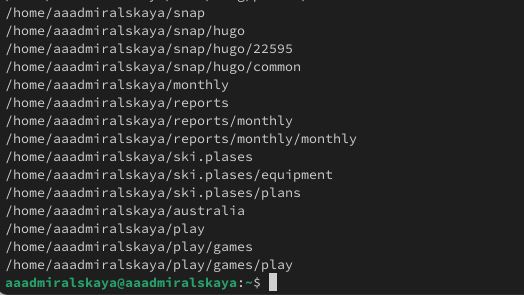 /home/aaadmiralskaya/snap
/home/aaadmiralskaya/snap/hugo
/home/aaadmiralskaya/snap/hugo/22595
/home/aaadmiralskaya/snap/hugo/common
/home/aaadmiralskaya/monthly
/home/aaadmiralskaya/reports
/home/aaadmiralskaya/reports/monthly
/home/aaadmiralskaya/reports/monthly/monthly
/home/aaadmiralskaya/ski.plases
/home/aaadmiralskaya/ski.plases/equipment
/home/aaadmiralskaya/ski.plases/plans
/home/aaadmiralskaya/australia
/home/aaadmiralskaya/play
/home/aaadmiralskaya/play/games
/home/aaadmiralskaya/play/games/play
aaadmiralskaya@aaadmiralskaya:~$